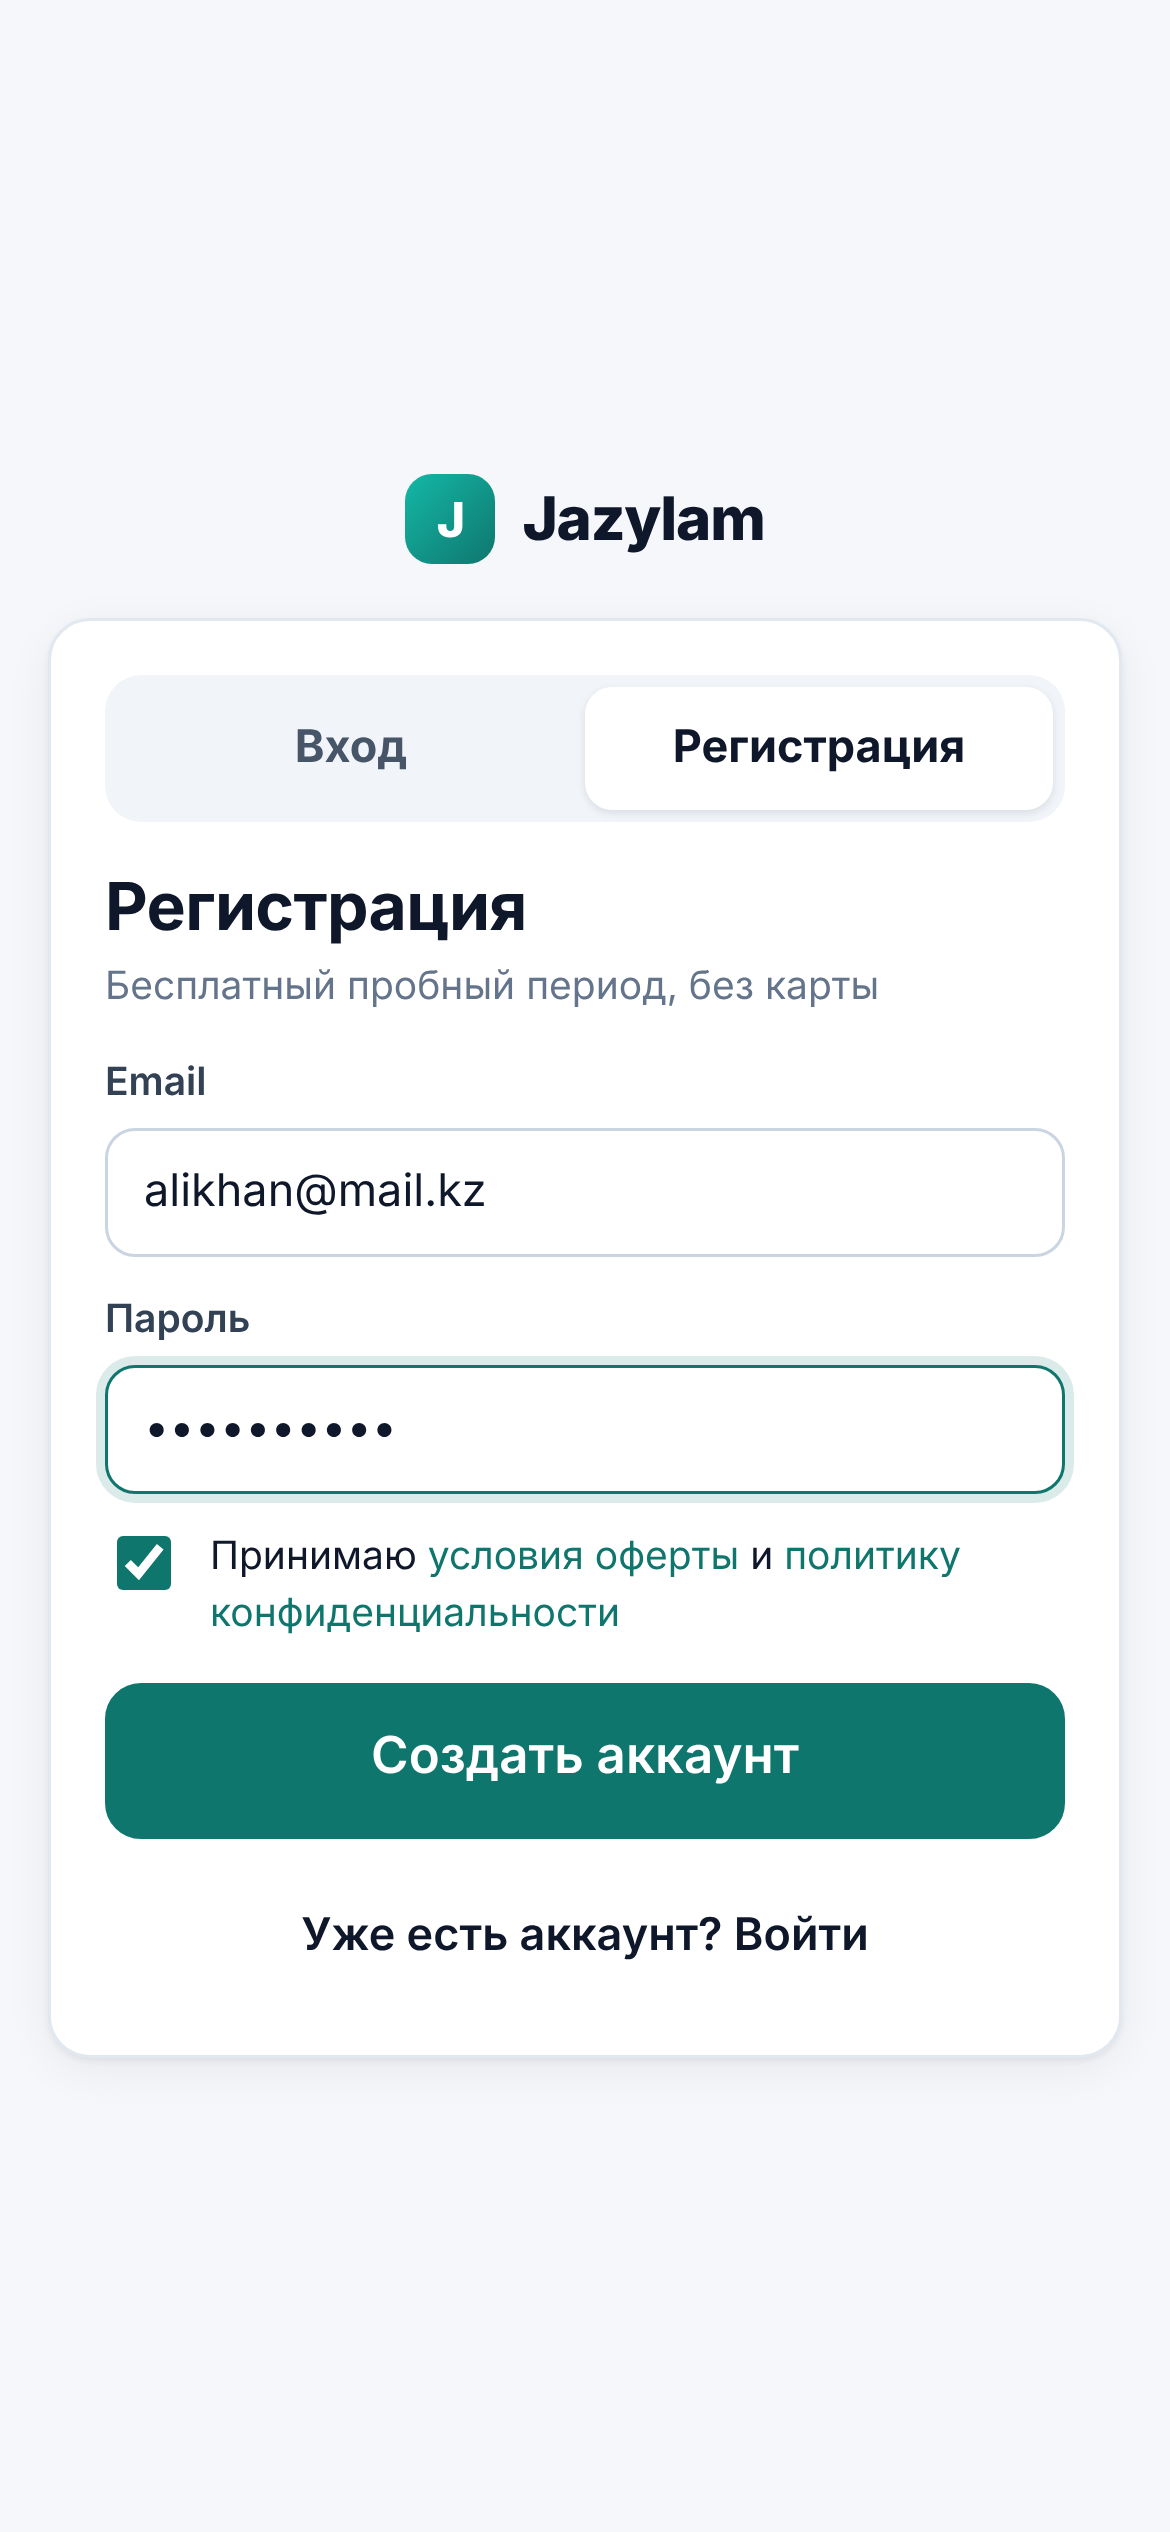 J Jazylam
Вход Регистрация
Регистрация
Бесплатный пробный период, без карты
Email
alikhan@mail.kz
Пароль
••••••••••
Принимаю условия оферты и политику
конфиденциальности
Создать аккаунт
Уже есть аккаунт? Войти